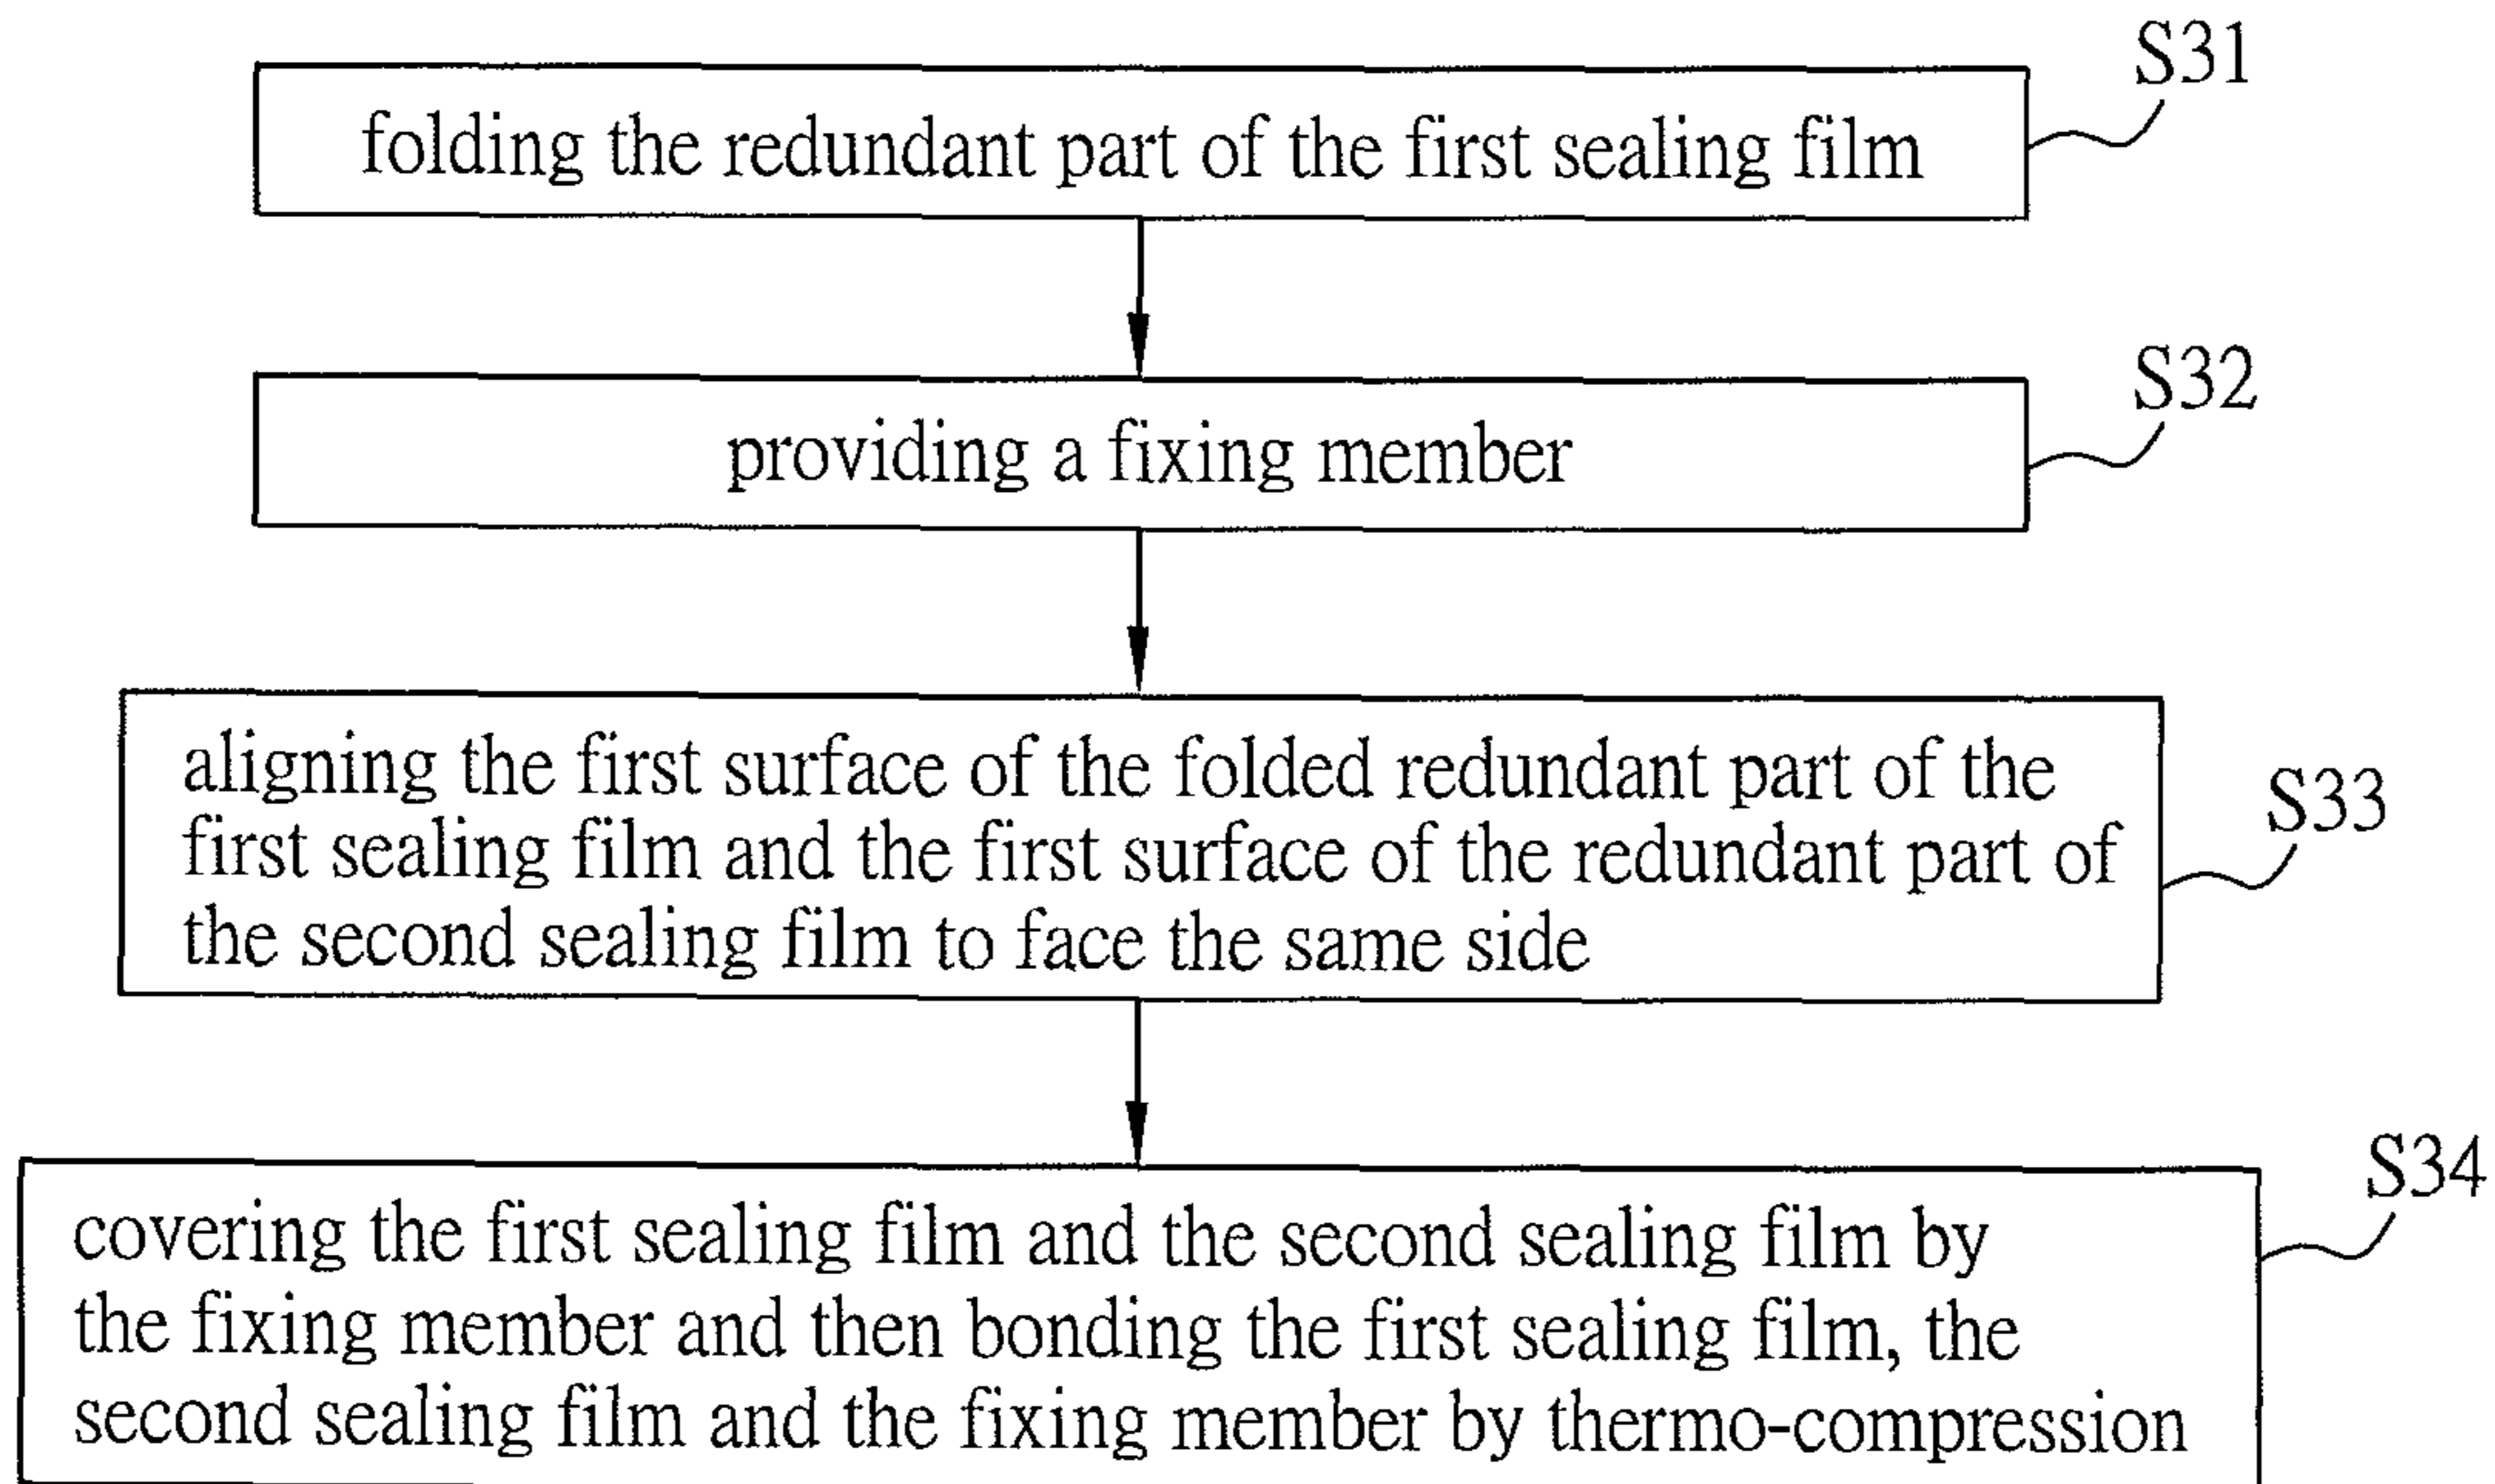 S31
folding the redundant part of the first sealing film
S32
providing a fixing member
aligning the first surface of the folded redundant part of the
first sealing film and the first surface of the redundant part of
the second sealing film to face the same side
S33
S34
covering the first sealing film and the second sealing film by
the fixing member and then bonding the first sealing film, the
second sealing film and the fixing member by thermo-compression